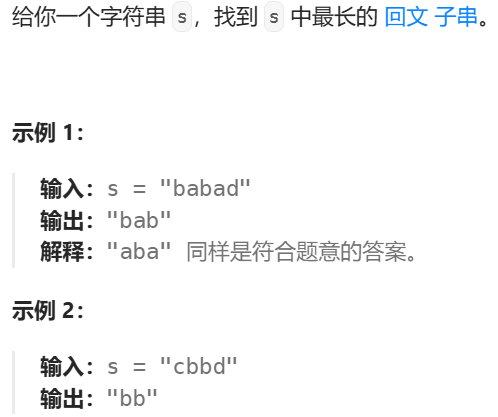 给你一个字符串 s，找到 s 中最长的 回文 子串。
示例 1：
输入：s = "babad"
输出："bab"
解释："aba" 同样是符合题意的答案。
示例 2：
输入：s = "cbbd"
输出："bb"